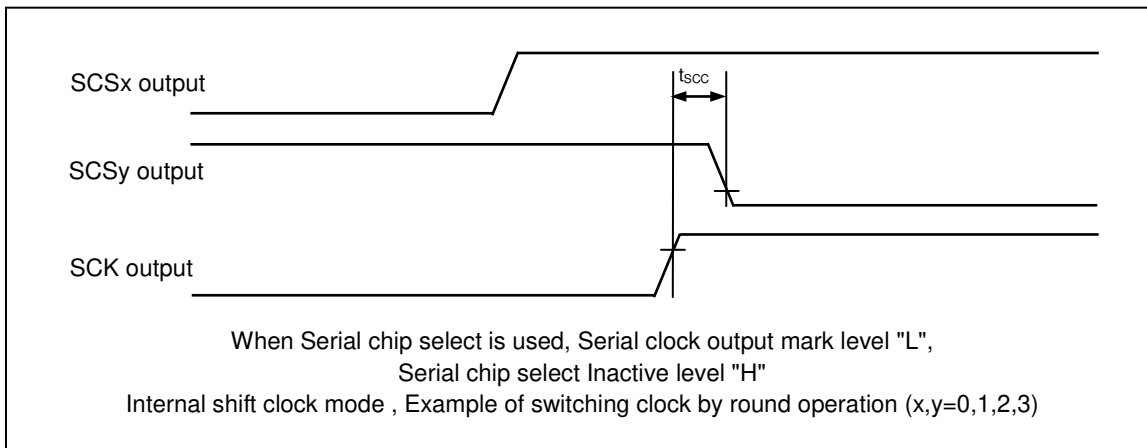 SCSx output
tSCC
SCSy output
SCK output
When Serial chip select is used, Serial clock output mark level "L",
Serial chip select Inactive level "H"
Internal shift clock mode , Example of switching clock by round operation (x,y=0,1,2,3)